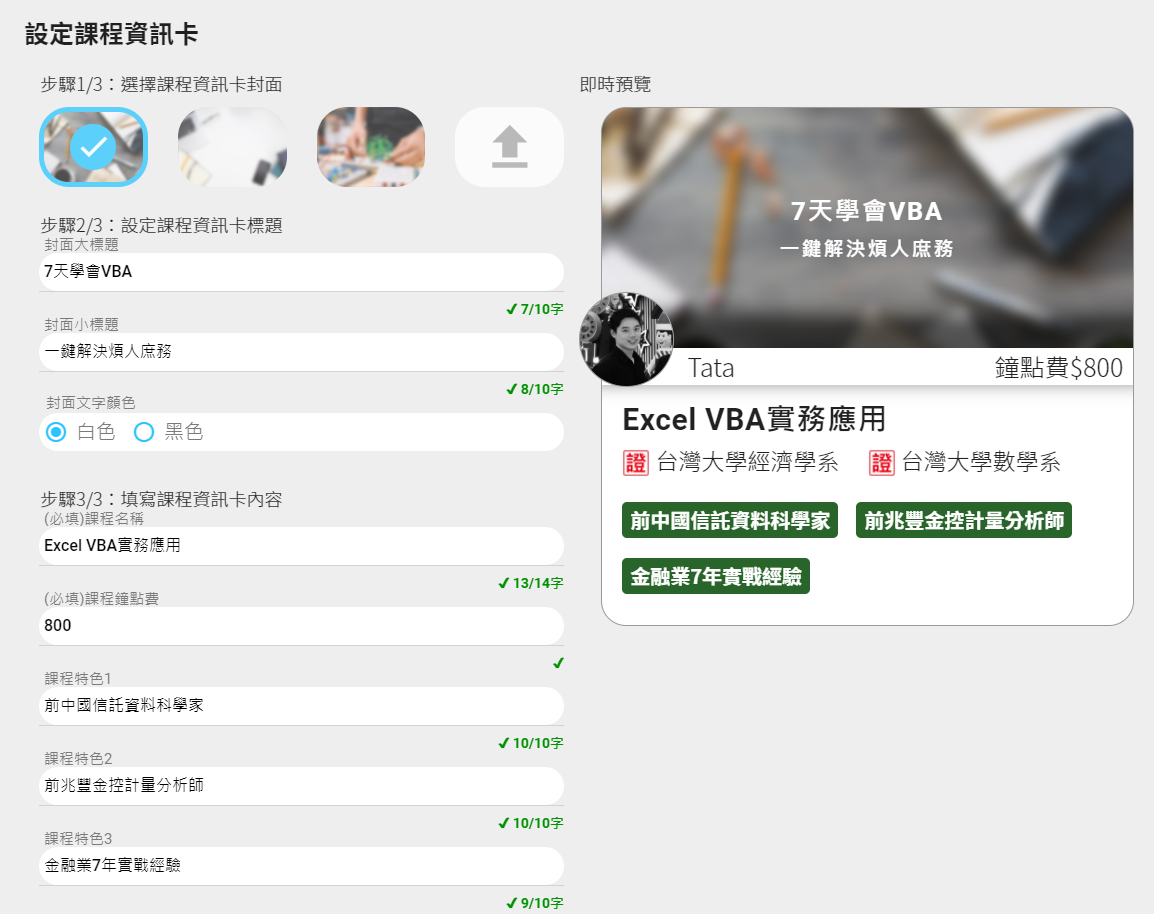 設定課程資訊卡
步驟1/3：選擇課程資訊卡封面
步驟2/3：設定課程資訊卡標題
封面大標題
7天學會VBA
✔ 7/10字
封面小標題
一鍵解決煩人庶務
✔ 8/10字
封面文字顏色
白色 黑色
步驟3/3：填寫課程資訊卡內容
(必填)課程名稱
Excel VBA實務應用
✔ 13/14字
(必填)課程鐘點費
800
✔
課程特色1
前中國信託資料科學家
✔ 10/10字
課程特色2
前兆豐金控計量分析師
✔ 10/10字
課程特色3
金融業7年實戰經驗
✔ 9/10字
即時預覽
7天學會VBA
一鍵解決煩人庶務
Tata 鐘點費$800
Excel VBA實務應用
證 台灣大學經濟學系 證 台灣大學數學系
前中國信託資料科學家 前兆豐金控計量分析師
金融業7年實戰經驗